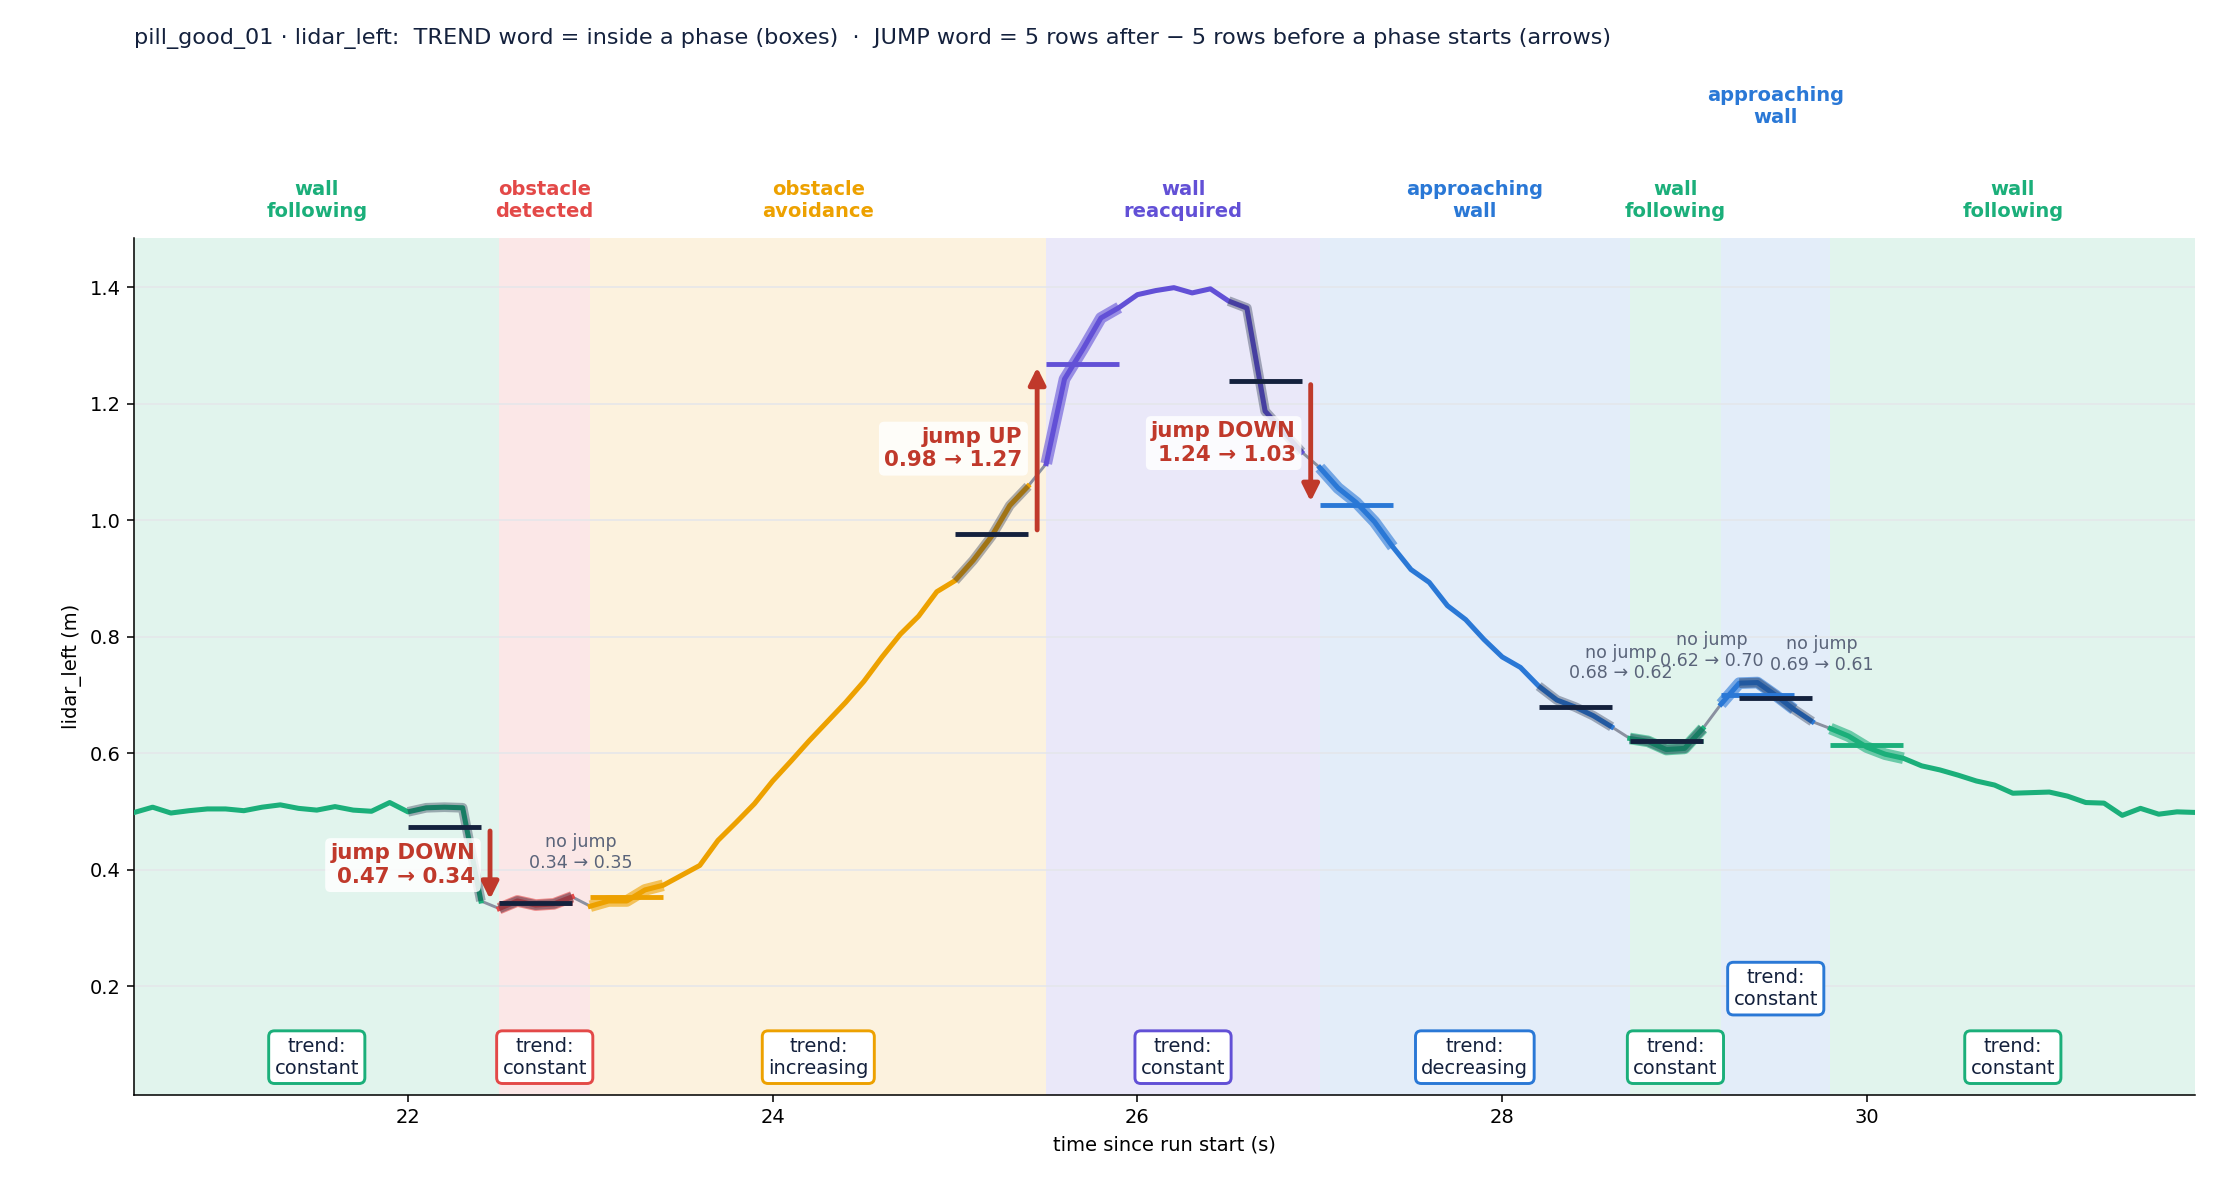 pill_good_01 · lidar_left:  TREND word = inside a phase (boxes)  ·  JUMP word = 5 rows after − 5 rows before a phase starts (arrows)
approaching
wall
wall
following
obstacle
detected
obstacle
avoidance
wall
reacquired
approaching
wall
wall
following
wall
following
1.4
1.2
1.0
0.8
0.6
0.4
0.2
lidar_left (m)
jump UP
0.98 → 1.27
jump DOWN
1.24 → 1.03
no jump
0.68 → 0.62
no jump
0.62 → 0.70
no jump
0.69 → 0.61
jump DOWN
0.47 → 0.34
no jump
0.34 → 0.35
trend:
constant
trend:
constant
trend:
constant
trend:
increasing
trend:
constant
trend:
decreasing
trend:
constant
trend:
constant
22
24
26
28
30
time since run start (s)